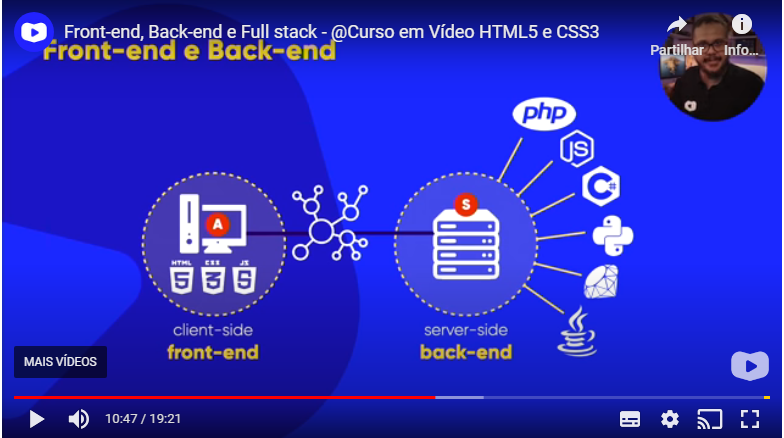 Front-end, Back-end e Full stack - @Curso em Vídeo HTML5 e CSS3
Partilhar
Info...
Front-end e Back-end
php
JS
C#
A
S
HTML CSS JS
5 3 5
client-side
front-end
server-side
back-end
MAIS VÍDEOS
10:47 / 19:21